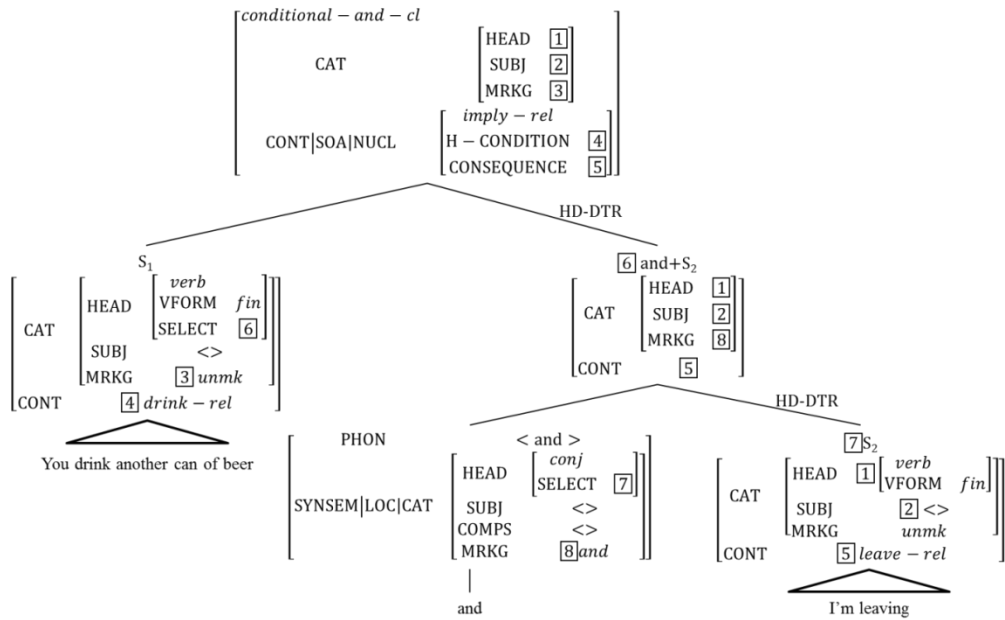 conditional − and − cl
HEAD 1
CAT SUBJ 2
MRKG 3
imply − rel
CONT|SOA|NUCL H − CONDITION 4
CONSEQUENCE 5
HD-DTR
S1
verb
HEAD VFORM fin
CAT SELECT 6
SUBJ <>
MRKG 3 unmk
CONT 4 drink − rel
You drink another can of beer
6 and+S2
HEAD 1
CAT SUBJ 2
MRKG 8
CONT 5
HD-DTR
PHON < and >
conj
HEAD SELECT 7
SYNSEM|LOC|CAT SUBJ <>
COMPS <>
MRKG 8 and
and
7 S2
verb
HEAD 1 VFORM fin
CAT SUBJ 2 <>
MRKG unmk
CONT 5 leave − rel
I'm leaving